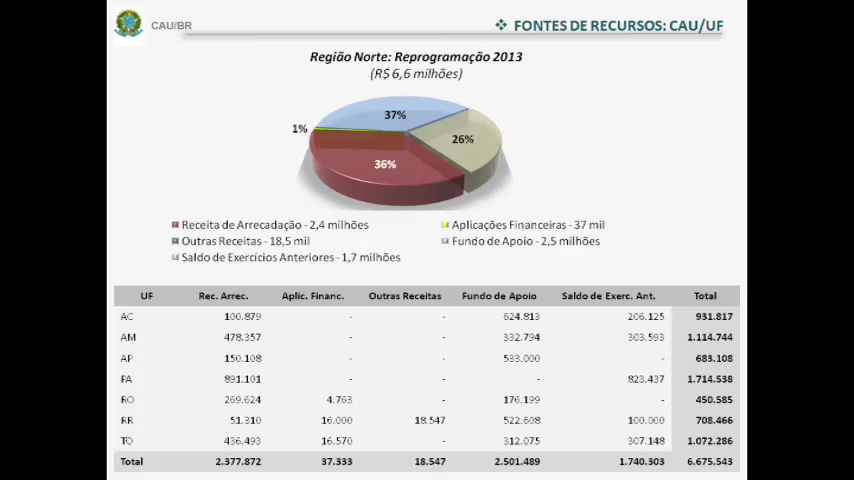 CAU/BR
❖ FONTES DE RECURSOS: CAU/UF
Região Norte: Reprogramação 2013
(R$ 6,6 milhões)
37%
1%
26%
36%
Receita de Arrecadação - 2,4 milhões
Aplicações Financeiras - 37 mil
Outras Receitas - 18,5 mil
Fundo de Apoio - 2,5 milhões
Saldo de Exercícios Anteriores - 1,7 milhões
UF Rec. Arrec. Aplic. Financ. Outras Receitas Fundo de Apoio Saldo de Exerc. Ant. Total
AC 100.879 - - 624.813 206.125 931.817
AM 478.357 - - 332.794 303.593 1.114.744
AP 150.108 - - 533.000 - 683.108
PA 891.101 - - - 823.437 1.714.538
RO 269.624 4.763 - 176.199 - 450.585
RR 51.310 16.000 18.547 522.608 100.000 708.466
TO 436.493 16.570 - 312.075 307.148 1.072.286
Total 2.377.872 37.333 18.547 2.501.489 1.740.303 6.675.543